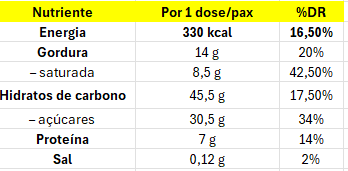 Nutriente Por 1 dose/pax %DR
Energia 330 kcal 16,50%
Gordura 14 g 20%
– saturada 8,5 g 42,50%
Hidratos de carbono 45,5 g 17,50%
– açúcares 30,5 g 34%
Proteína 7 g 14%
Sal 0,12 g 2%